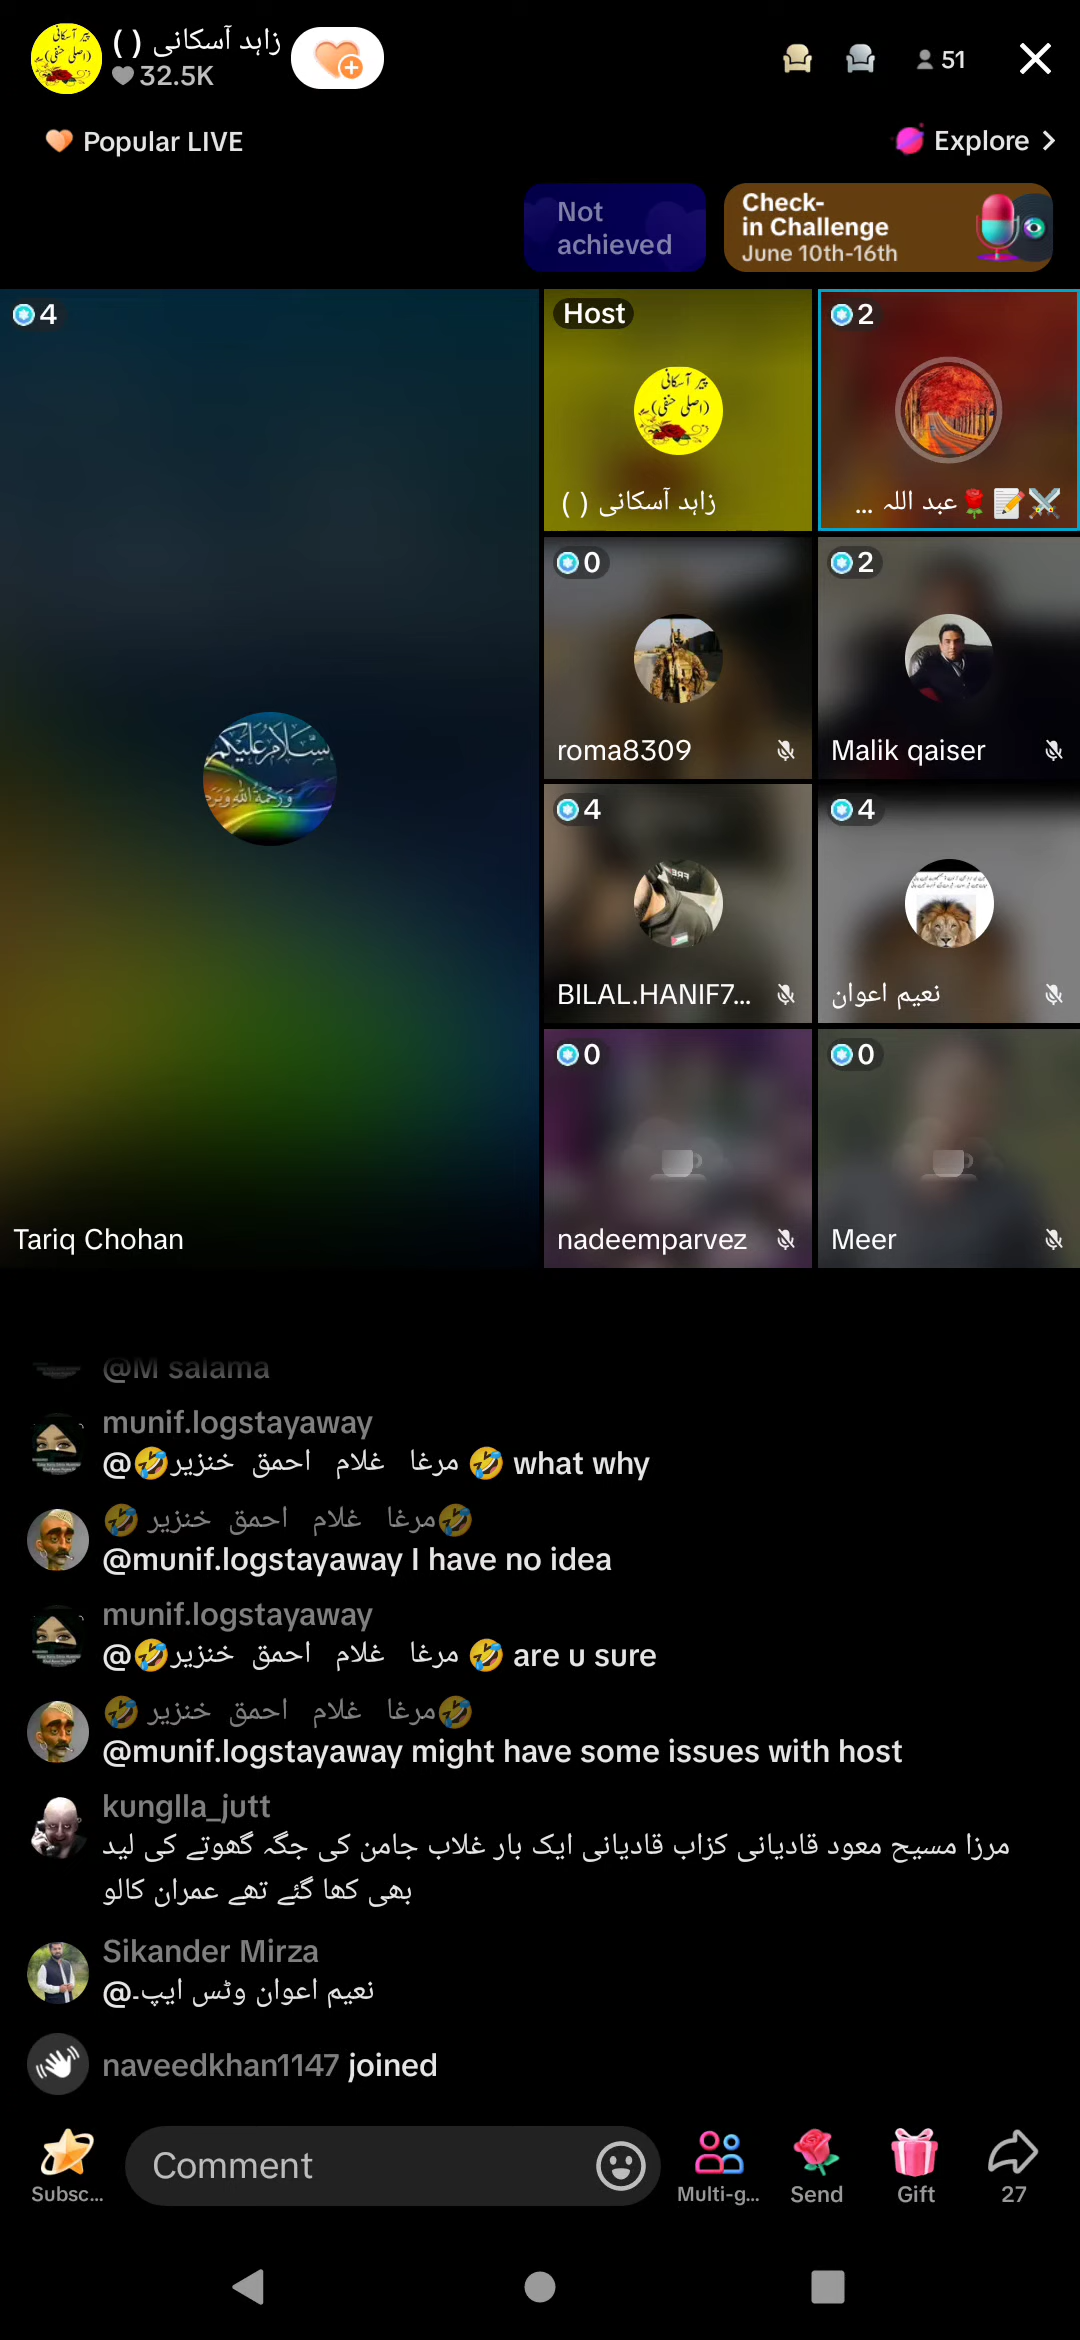 زاہد آسکانی ( )
32.5K
51
Popular LIVE
Explore
Not
achieved
Check-
in Challenge
June 10th-16th
4
Host
پیر آسکانی
(اصلی حنفی)
زاہد آسکانی ( )
2
عبد اللہ ...
0
roma8309
2
Malik qaiser
4
BILAL.HANIF7...
4
نعیم اعوان
0
nadeemparvez
0
Meer
Tariq Chohan
@M salama
munif.logstayaway
@🤣مرغا غلام احمق خنزیر 🤣 what why
🤣مرغا غلام احمق خنزیر 🤣
@munif.logstayaway I have no idea
munif.logstayaway
@🤣مرغا غلام احمق خنزیر 🤣 are u sure
🤣مرغا غلام احمق خنزیر 🤣
@munif.logstayaway might have some issues with host
kunglla_jutt
مرزا مسیح معود قادیانی کزاب قادیانی ایک بار غلاب جامن کی جگہ گھوتے کی لید
بھی کھا گئے تھے عمران کالو
Sikander Mirza
@نعیم اعوان وٹس ایپ۔
naveedkhan1147 joined
Subsc...
Comment
Multi-g...
Send
Gift
27